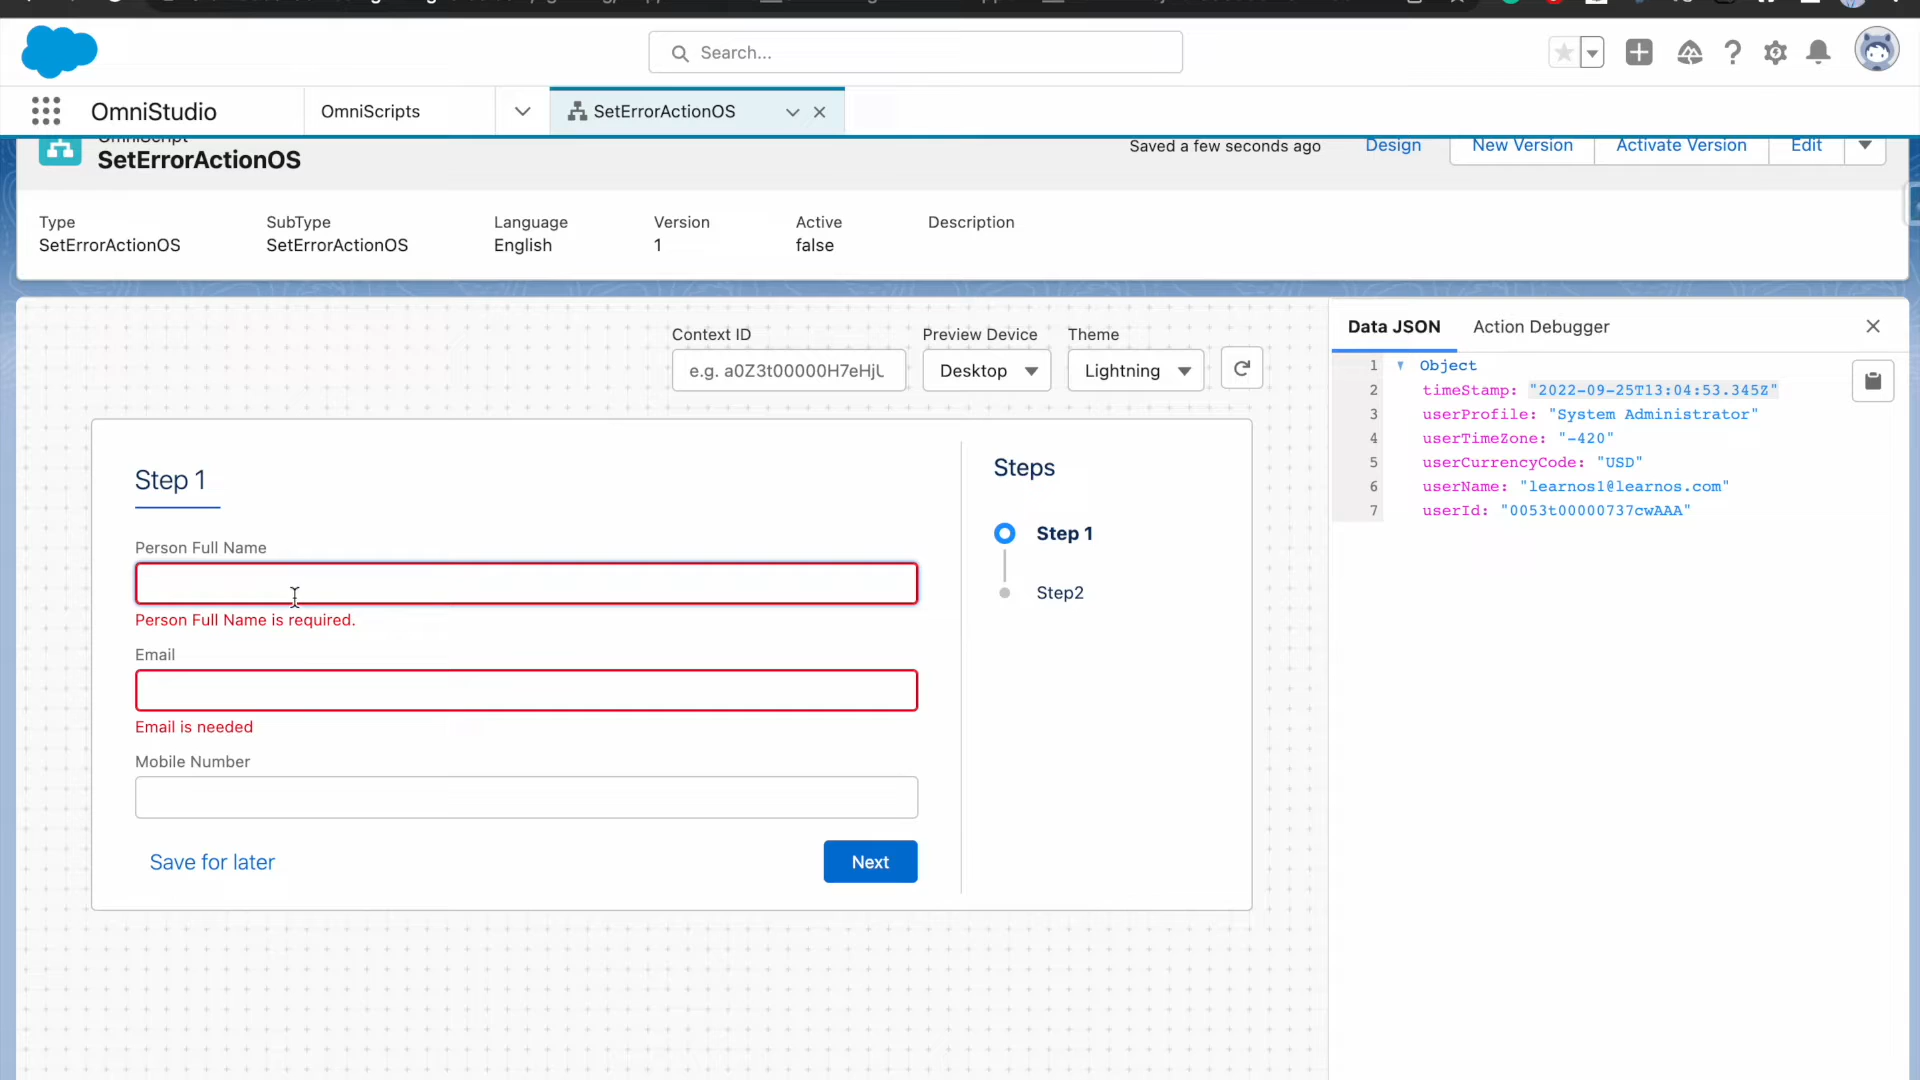 Search...
OmniStudio
OmniScripts
SetErrorActionOS
OmniScript
SetErrorActionOS
Saved a few seconds ago
Design
New Version
Activate Version
Edit
Type
SetErrorActionOS
SubType
SetErrorActionOS
Language
English
Version
1
Active
false
Description
Context ID
e.g. a0Z3t00000H7eHjU
Preview Device
Desktop
Theme
Lightning
Step 1
Person Full Name
Person Full Name is required.
Email
Email is needed
Mobile Number
Save for later
Next
Steps
Step 1
Step2
Data JSON
Action Debugger
1 Object
2 timeStamp: "2022-09-25T13:04:53.345Z"
3 userProfile: "System Administrator"
4 userTimeZone: "-420"
5 userCurrencyCode: "USD"
6 userName: "learnos1@learnos.com"
7 userId: "0053t00000737cwAAA"